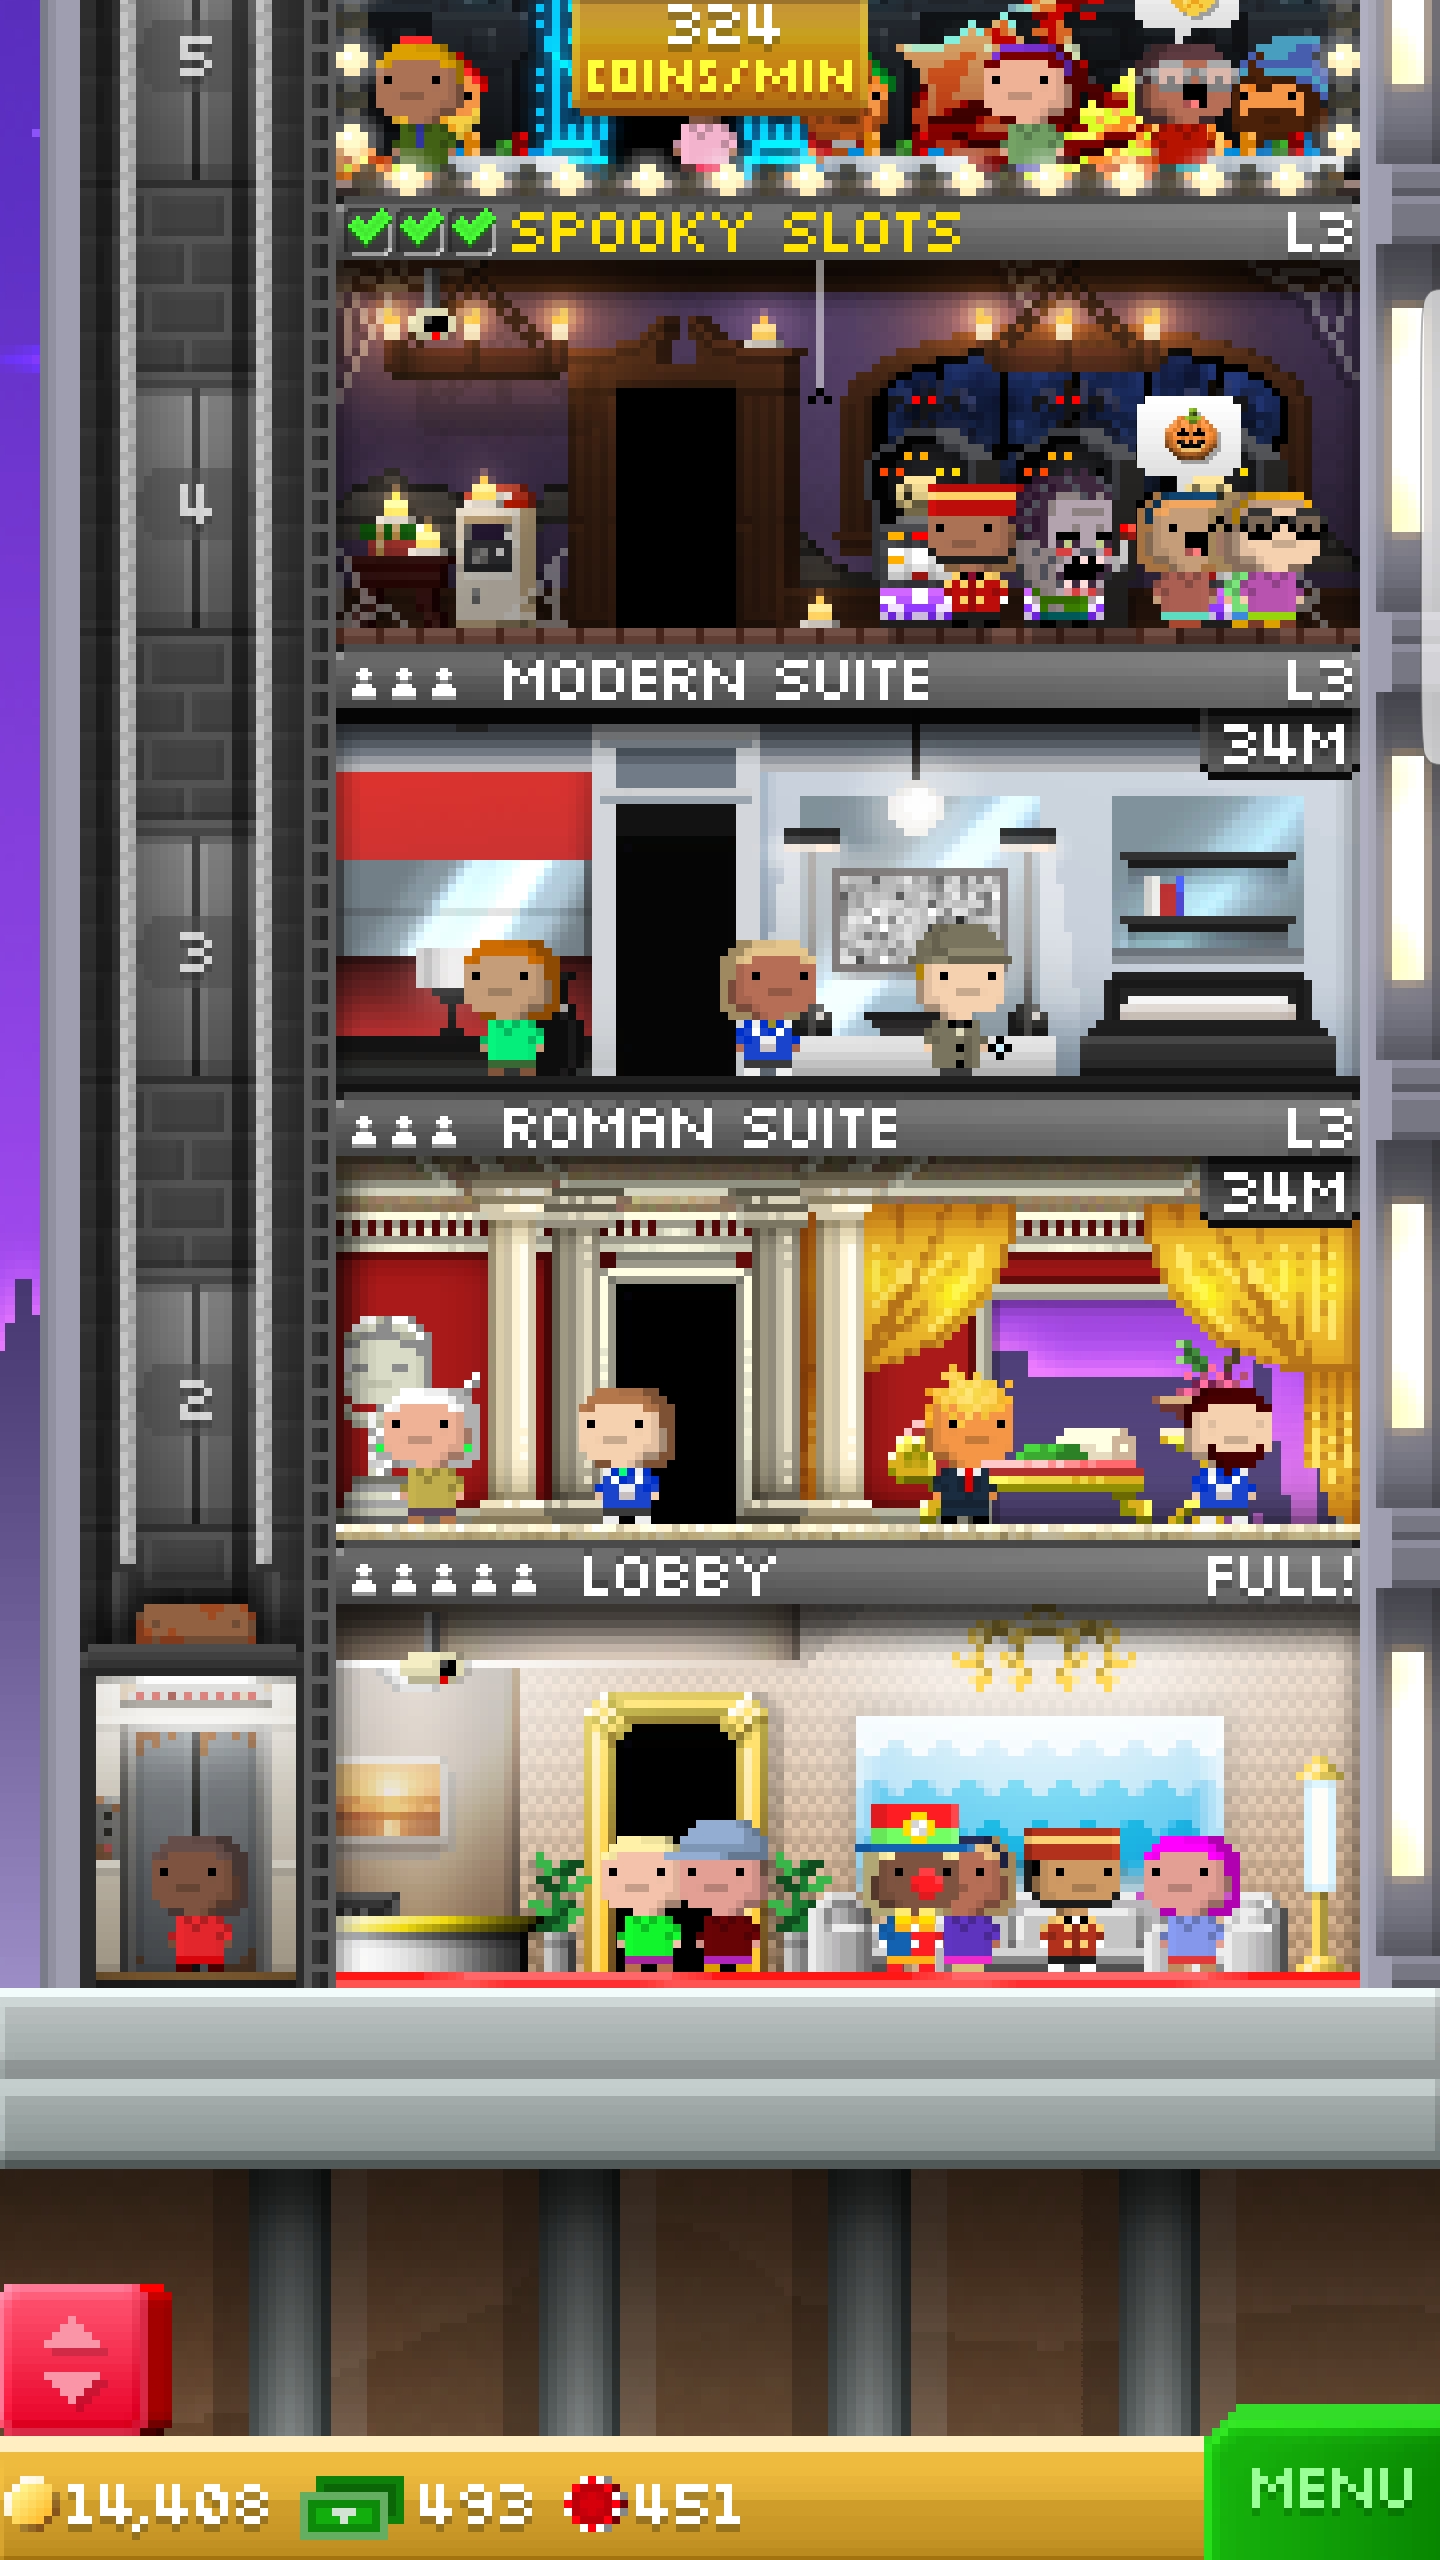 324
COINS/MIN
5
SPOOKY SLOTS L3
4
MODERN SUITE L3
34M
3
ROMAN SUITE L3
34M
2
LOBBY FULL!
14,408 493 451
MENU